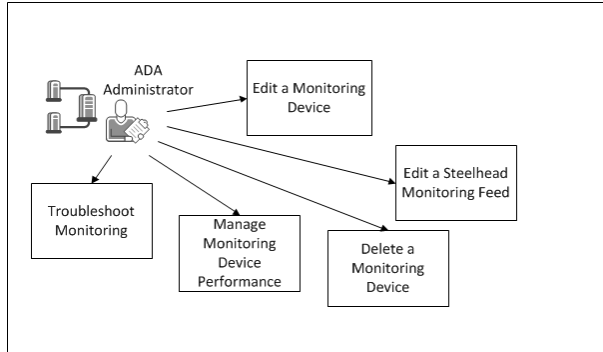 ADA
Administrator
Edit a Monitoring
Device
Edit a Steelhead
Monitoring Feed
Troubleshoot
Monitoring
Manage
Monitoring
Device
Performance
Delete a
Monitoring
Device